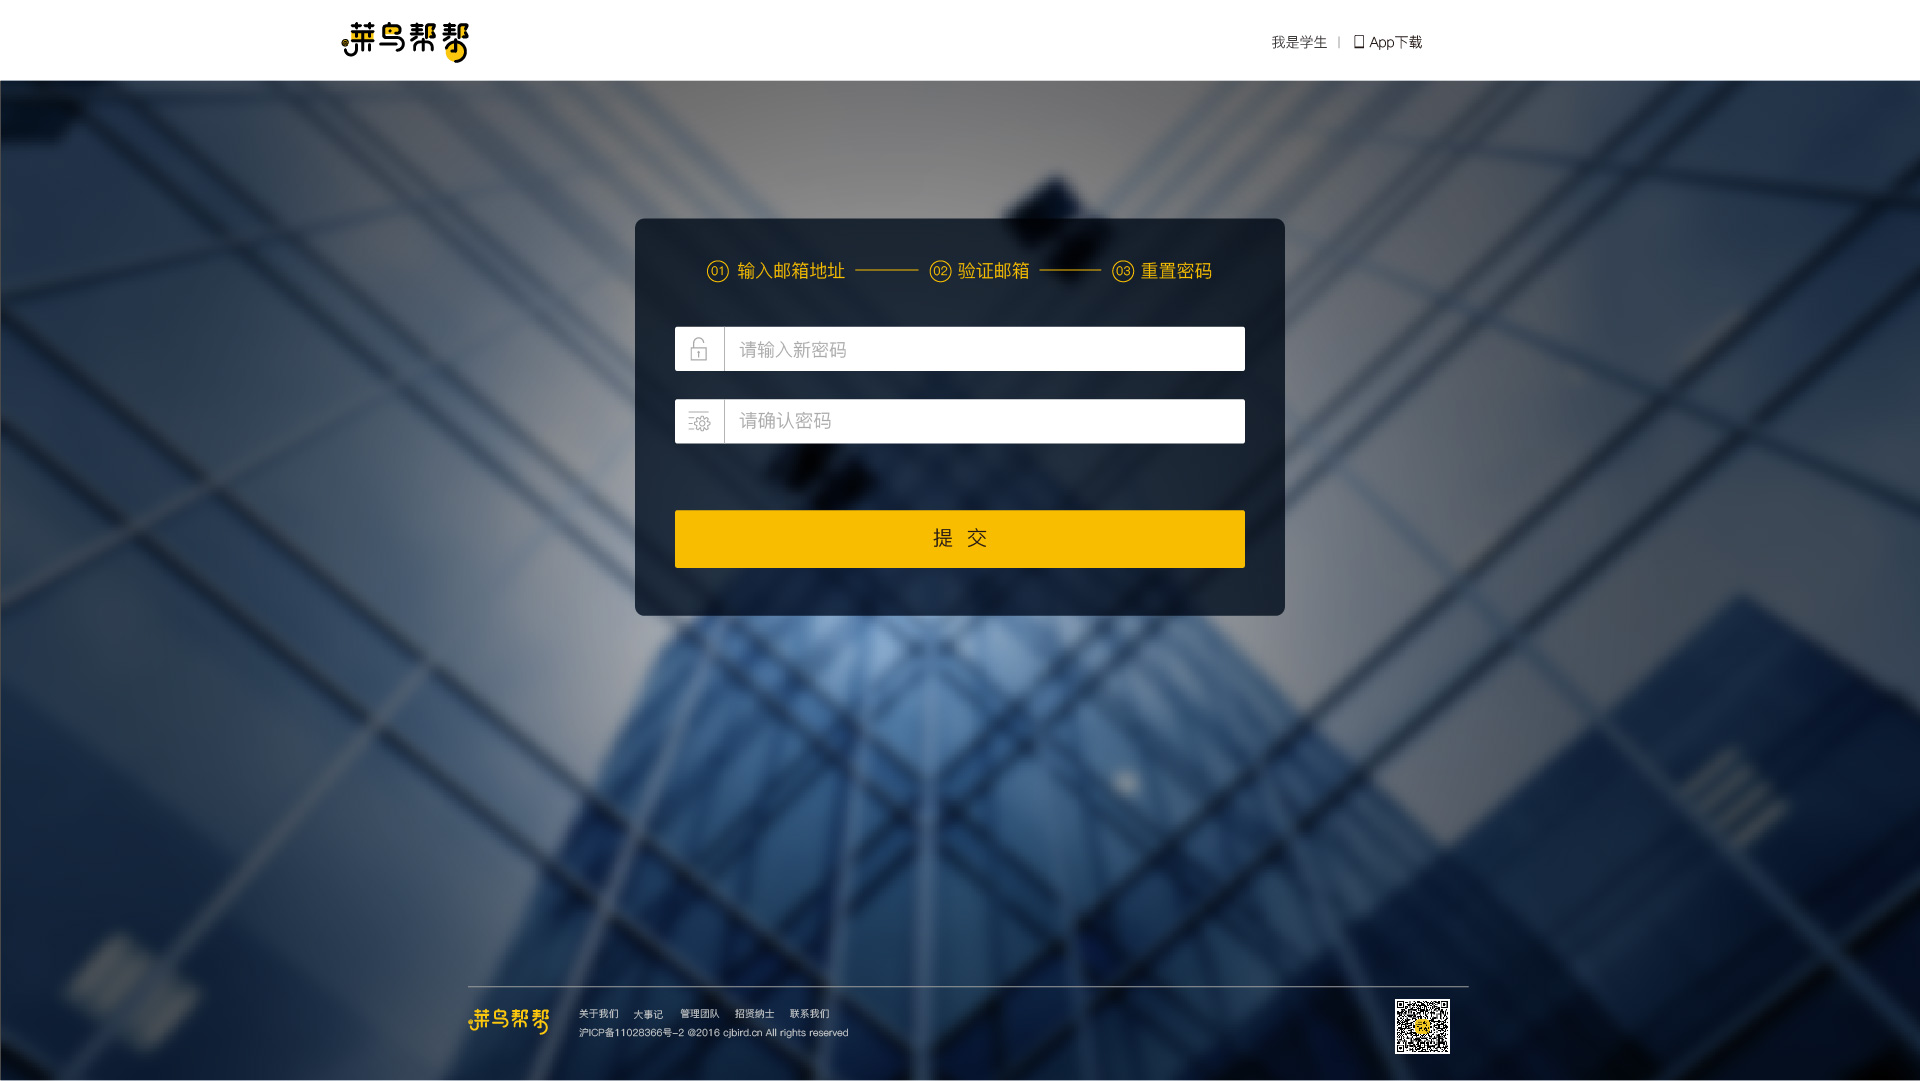 菜鸟帮帮
我是学生 | App下载
01 输入邮箱地址 02 验证邮箱 03 重置密码
请输入新密码
请确认密码
提 交
菜鸟帮帮
关于我们 大事记 管理团队 招贤纳士 联系我们
沪ICP备11028366号-2 @2016 cjbird.cn All rights reserved